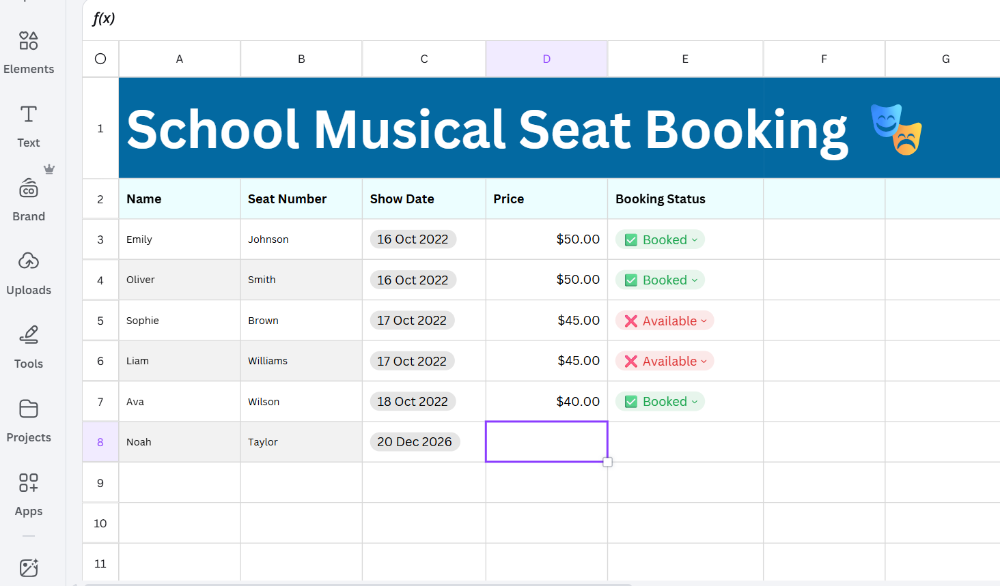 f(x)
A B C D E F G
1 School Musical Seat Booking
2 Name Seat Number Show Date Price Booking Status
3 Emily Johnson 16 Oct 2022 $50.00 Booked
4 Oliver Smith 16 Oct 2022 $50.00 Booked
5 Sophie Brown 17 Oct 2022 $45.00 Available
6 Liam Williams 17 Oct 2022 $45.00 Available
7 Ava Wilson 18 Oct 2022 $40.00 Booked
8 Noah Taylor 20 Dec 2026
9
10
11
Elements
Text
CO
Brand
Uploads
Tools
Projects
Apps